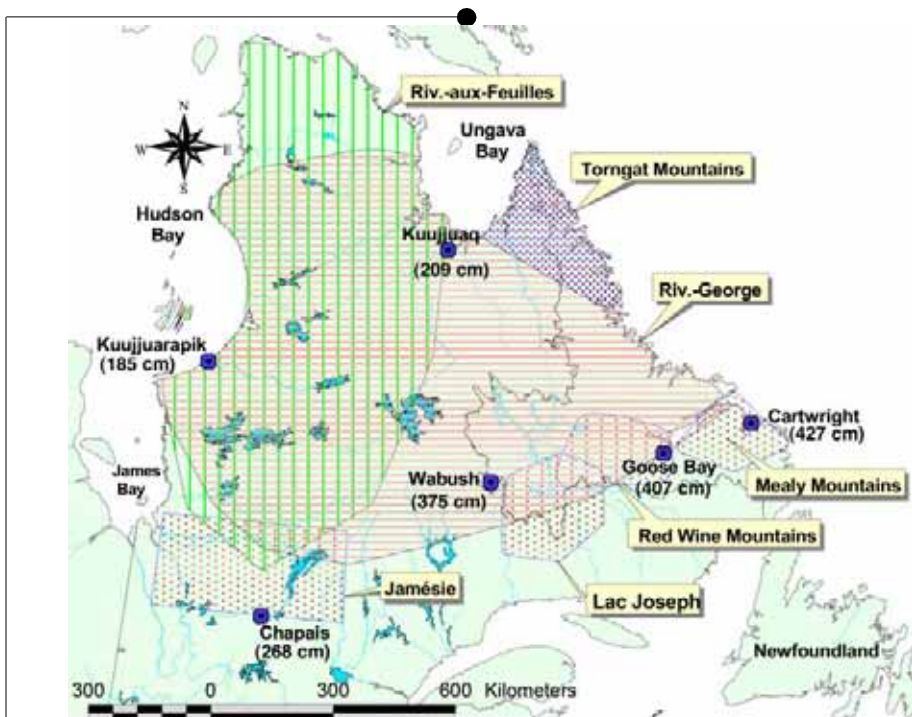 Riv.-aux-Feuilles
N
W E
S
Ungava
Bay
Torngat Mountains
Hudson
Bay
Kuujjuaq
(209 cm)
Riv.-George
Kuujjuarapik
(185 cm)
Cartwright
(427 cm)
James
Bay
Wabush
(375 cm)
Goose Bay
(407 cm)
Mealy Mountains
Red Wine Mountains
Jamésie
Lac Joseph
Chapais
(268 cm)
Newfoundland
300 0 300 600 Kilometers